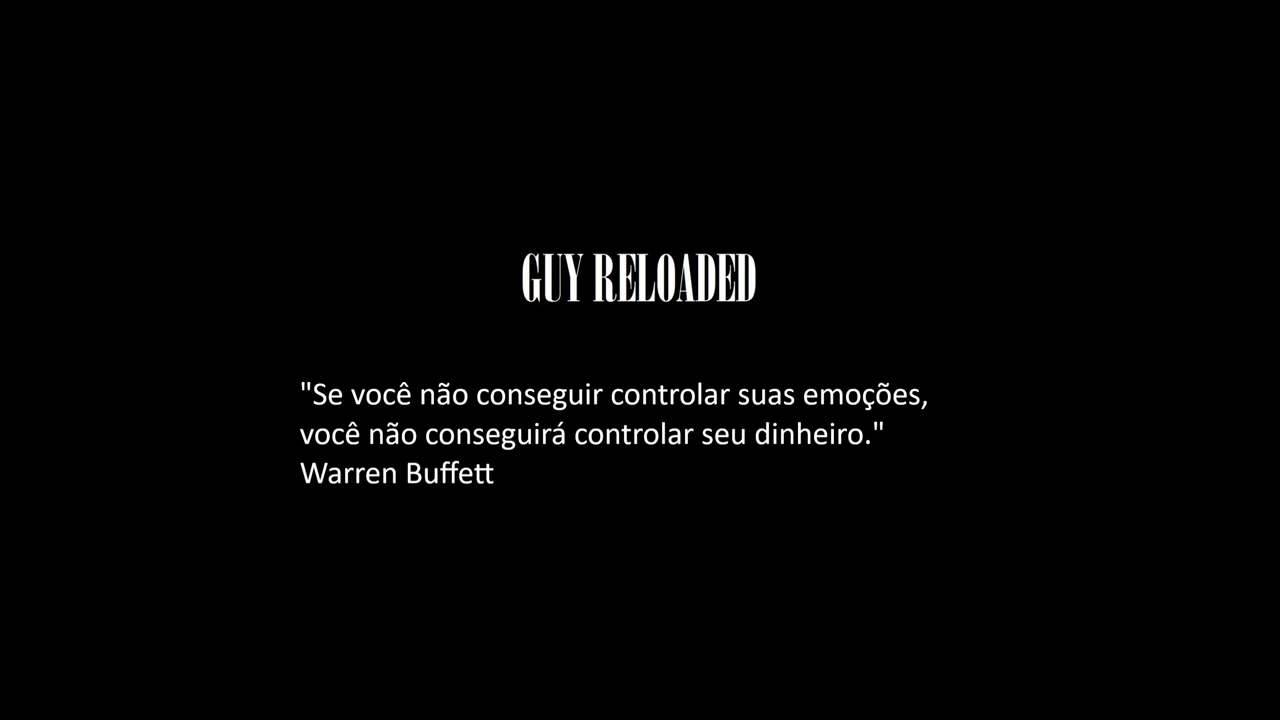 GUY RELOADED
"Se você não conseguir controlar suas emoções,
você não conseguirá controlar seu dinheiro."
Warren Buffett